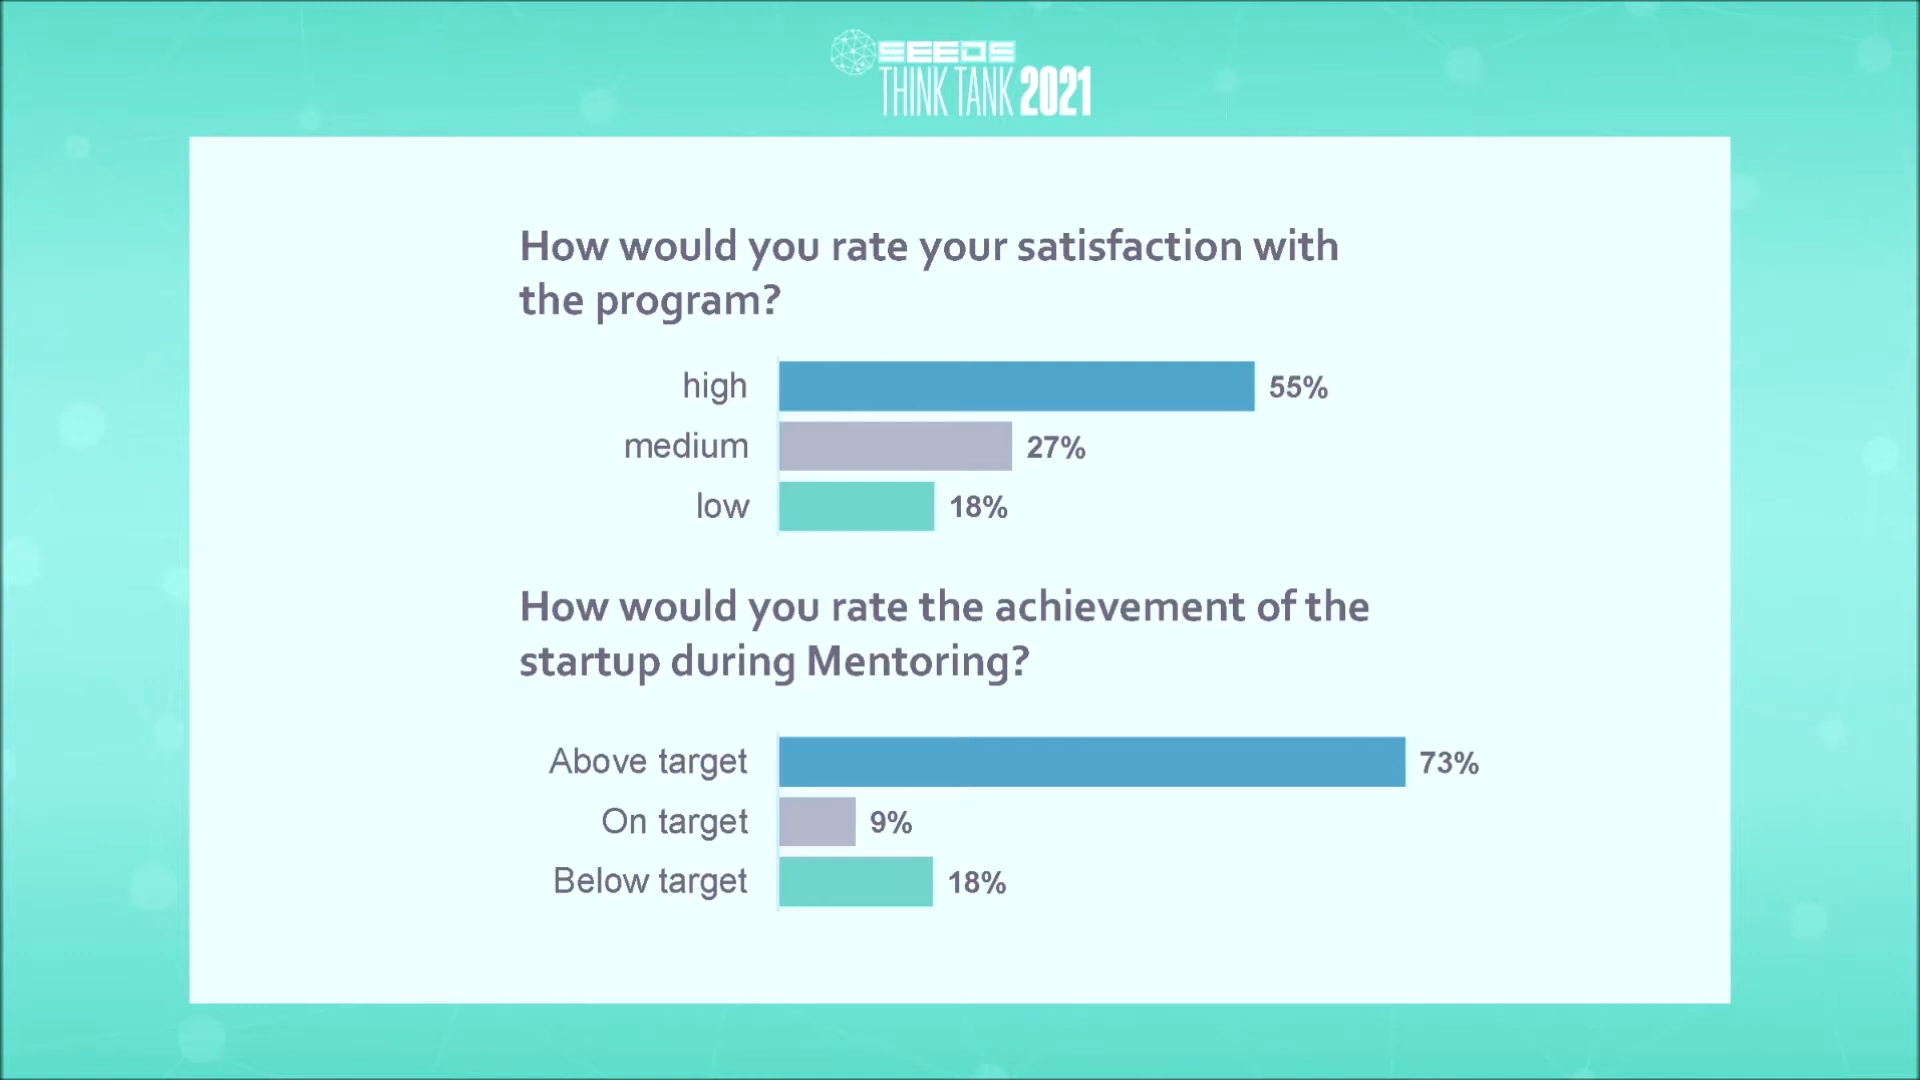 SEEDS
THINK TANK 2021
How would you rate your satisfaction with
the program?
high 55%
medium 27%
low 18%
How would you rate the achievement of the
startup during Mentoring?
Above target 73%
On target 9%
Below target 18%